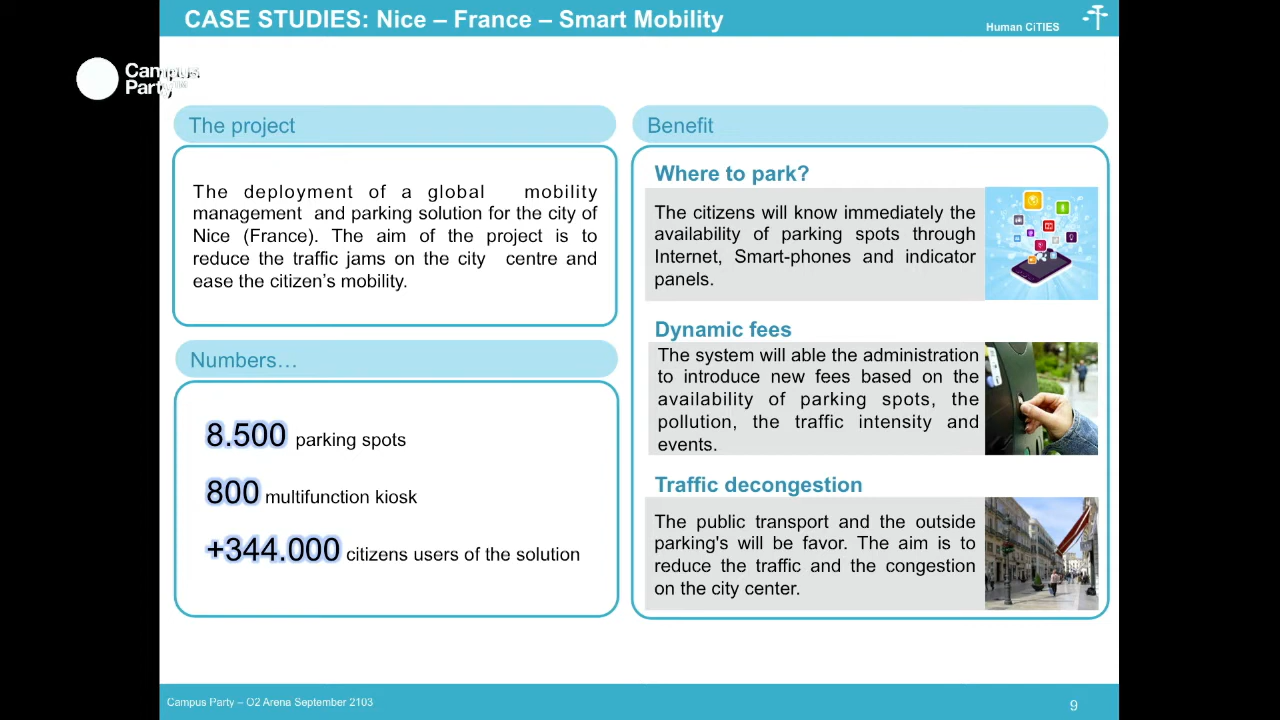 CASE STUDIES: Nice – France – Smart Mobility
Human CiTIES
Campus
Party™
The project
The deployment of a global mobility
management and parking solution for the city of
Nice (France). The aim of the project is to
reduce the traffic jams on the city centre and
ease the citizen’s mobility.
Numbers…
8.500 parking spots
800 multifunction kiosk
+344.000 citizens users of the solution
Benefit
Where to park?
The citizens will know immediately the
availability of parking spots through
Internet, Smart-phones and indicator
panels.
Dynamic fees
The system will able the administration
to introduce new fees based on the
availability of parking spots, the
pollution, the traffic intensity and
events.
Traffic decongestion
The public transport and the outside
parking's will be favor. The aim is to
reduce the traffic and the congestion
on the city center.
Campus Party – O2 Arena September 2103
9